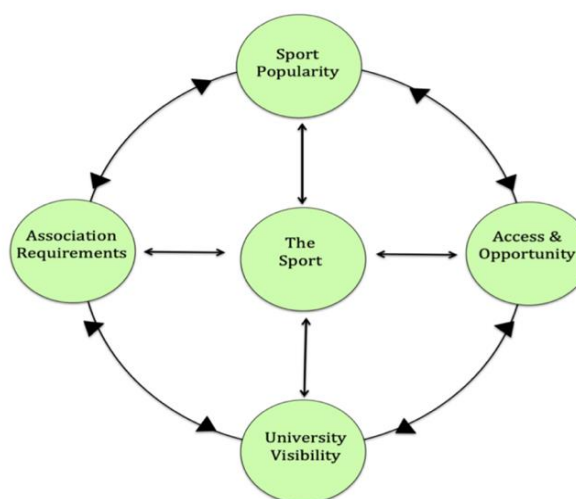 Sport
Popularity
Association
Requirements
The
Sport
Access &
Opportunity
University
Visibility